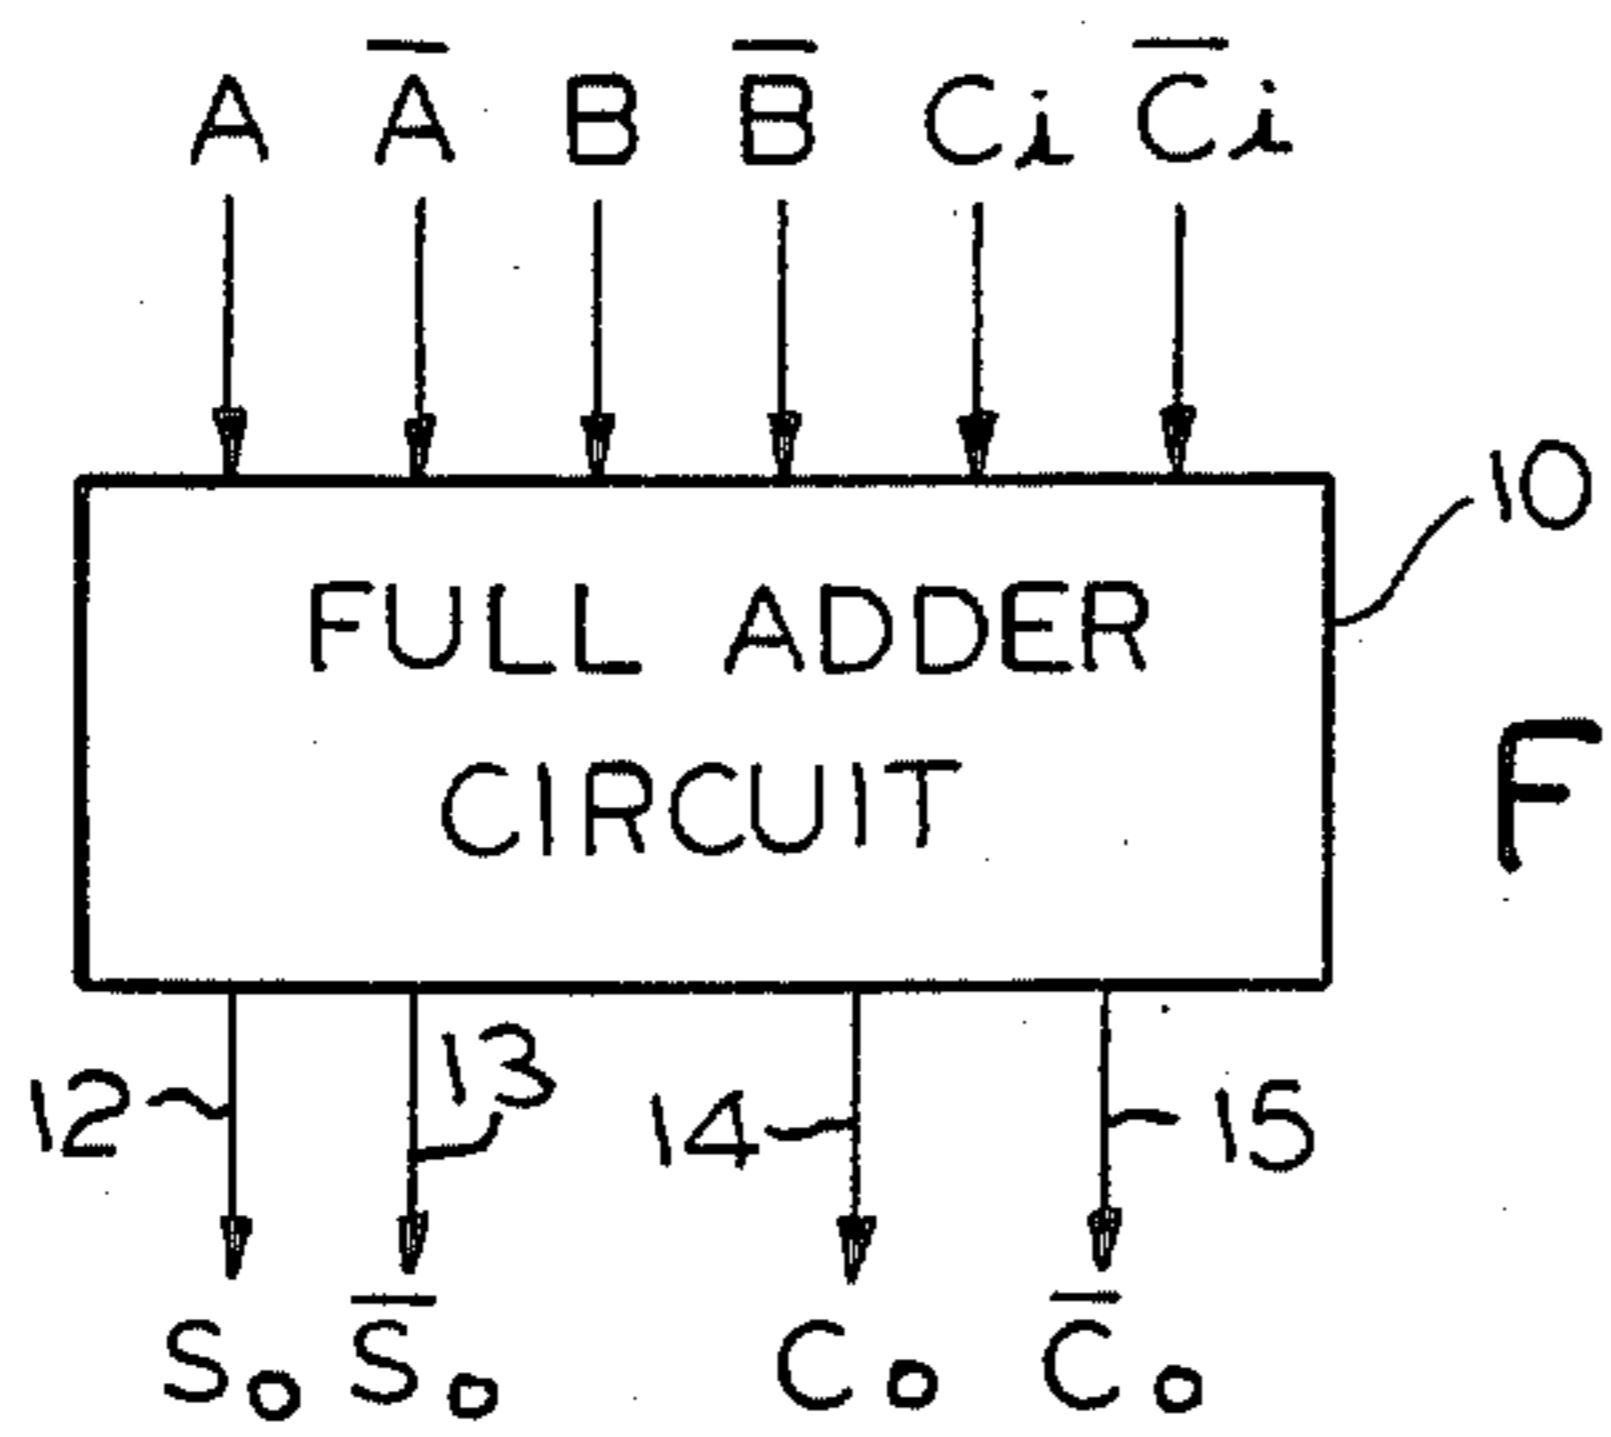 A A̅ B B̅ Ci C̅i
10
FULL ADDER
CIRCUIT
F
12 13 14 15
So S̅o Co C̅o